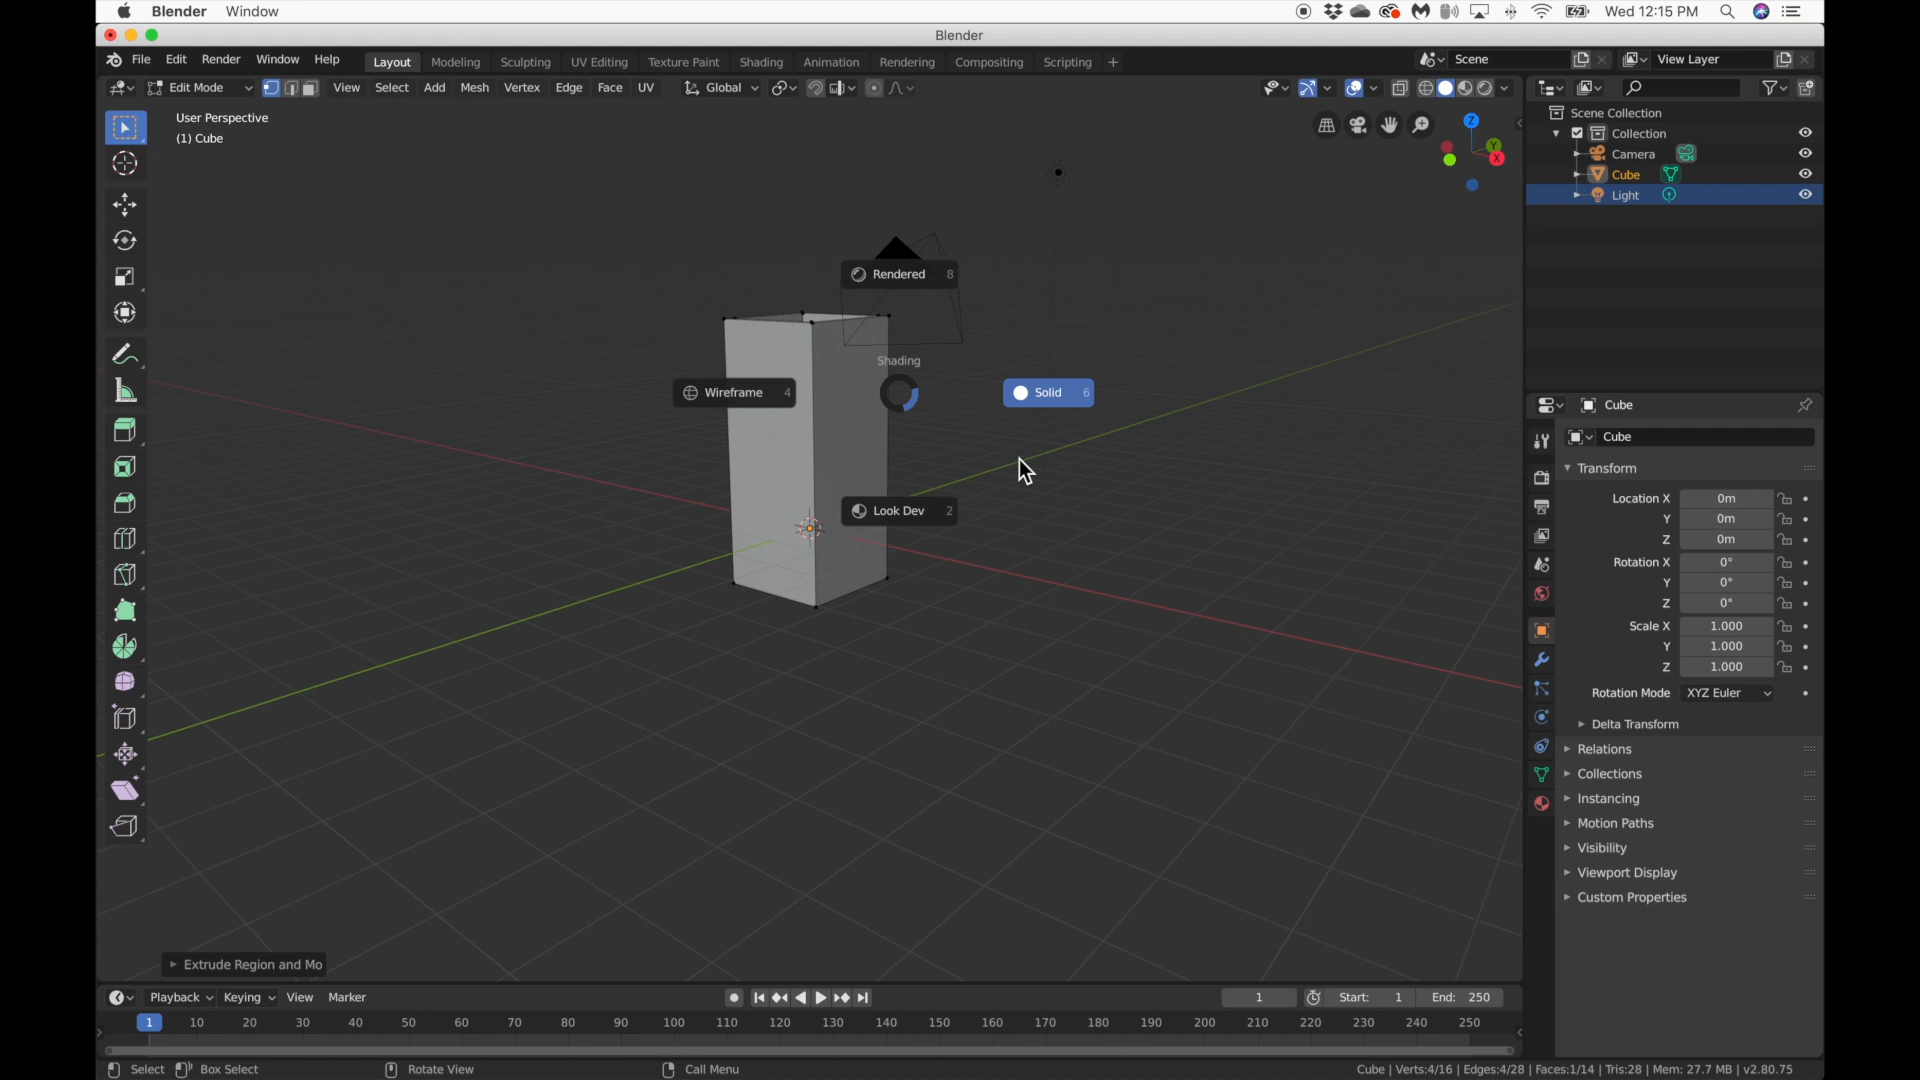 Blender Window Wed 12:15 PM
Blender
File Edit Render Window Help Layout Modeling Sculpting UV Editing Texture Paint Shading Animation Rendering Compositing Scripting + Scene View Layer
Edit Mode View Select Add Mesh Vertex Edge Face UV Global
User Perspective
(1) Cube
Z
Y
X
Scene Collection
Collection
Camera
Cube
Light
Rendered 8
Shading
Wireframe 4
Solid 6
Look Dev 2
Cube
Cube
Transform
Location X 0m
Y 0m
Z 0m
Rotation X 0°
Y 0°
Z 0°
Scale X 1.000
Y 1.000
Z 1.000
Rotation Mode XYZ Euler
Delta Transform
Relations
Collections
Instancing
Motion Paths
Visibility
Viewport Display
Custom Properties
Extrude Region and Mo
Playback Keying View Marker 1 Start: 1 End: 250
1 10 20 30 40 50 60 70 80 90 100 110 120 130 140 150 160 170 180 190 200 210 220 230 240 250
Select Box Select Rotate View Call Menu Cube | Verts:4/16 | Edges:4/28 | Faces:1/14 | Tris:28 | Mem: 27.7 MB | v2.80.75